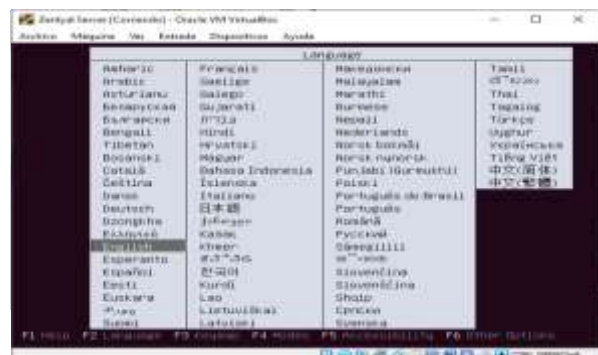 Zentyal Server [Corriendo] - Oracle VM VirtualBox
Archivo Máquina Ver Entrada Dispositivos Ayuda
Language
Amharic Français Македонски Tamil
Arabic Gaeilge Malayalam
Asturianu Galego Marathi Thai
Беларуская Gujarati Burmese Tagalog
Български עברית Nepali Türkçe
Bengali Hindi Nederlands Uyghur
Tibetan Hrvatski Norsk bokmål Українська
Bosanski Magyar Norsk nynorsk Tiếng Việt
Català Bahasa Indonesia Punjabi (Gurmukhi) 中文(简体)
Čeština Íslenska Polski 中文(繁體)
Dansk Italiano Português do Brasil
Deutsch 日本語 Português
Dzongkha Română
Ελληνικά Қазақ Русский
English Khmer Sámegillii
Esperanto
Español 한국어 Slovenčina
Eesti Kurdî Slovenščina
Euskara Lao Shqip
Lietuviškai Српски
Suomi Latviski Svenska
F1 Help F2 Language F3 Keymap F4 Modes F5 Accessibility F6 Other Options